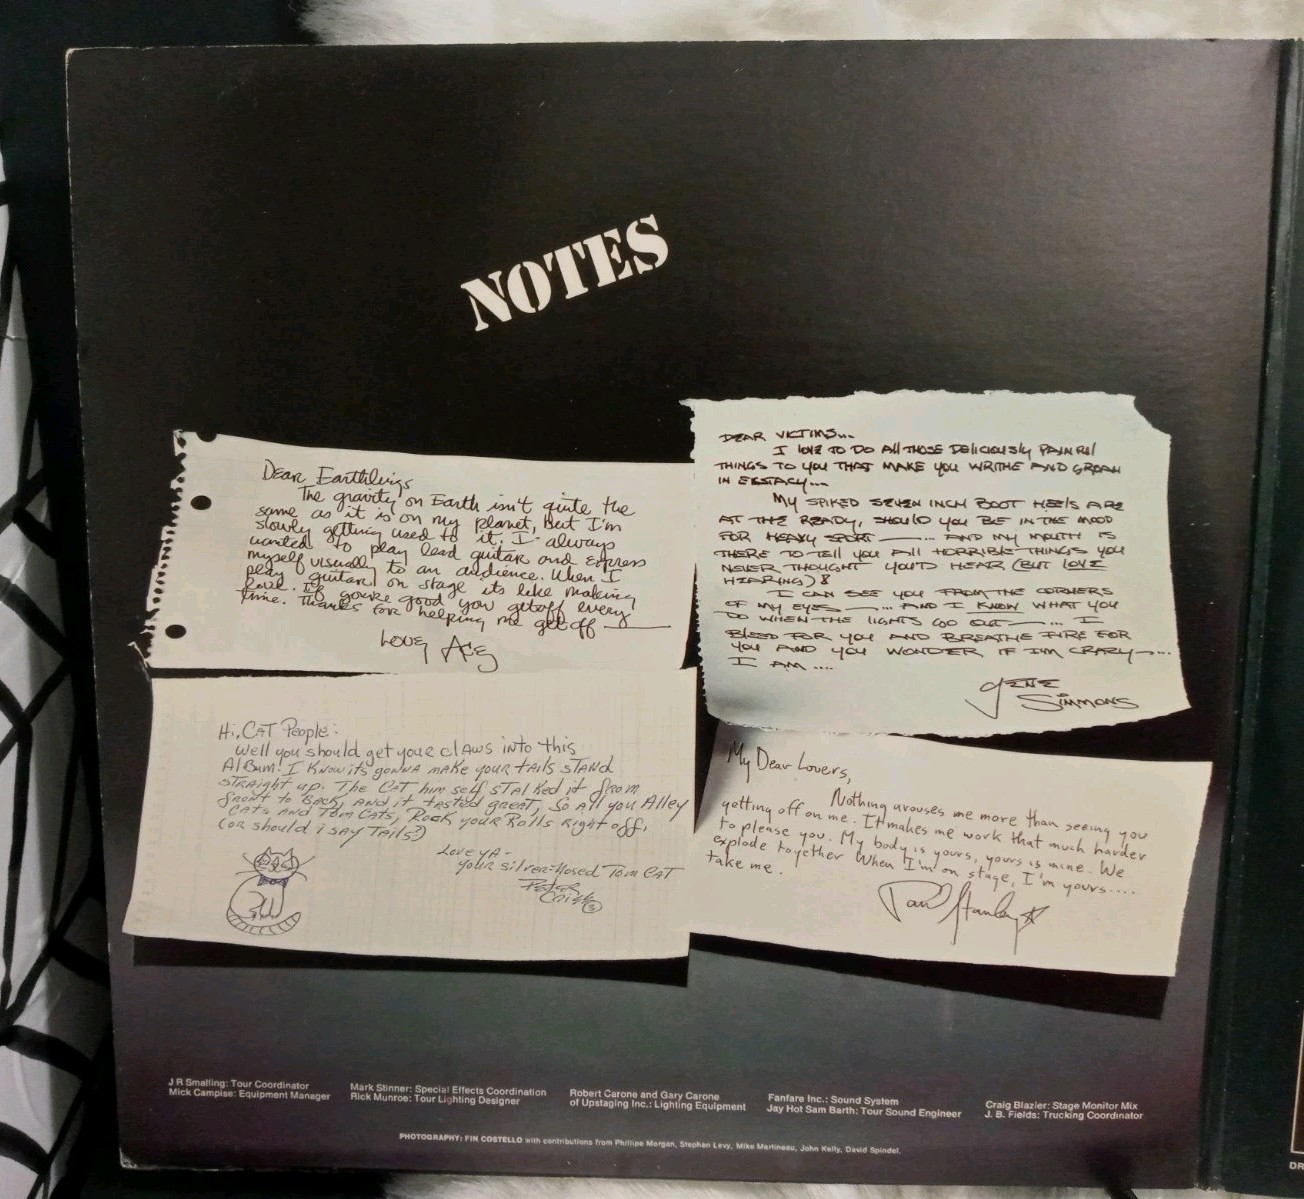 NOTES
Dear Earthlings
The gravity on Earth isn't quite the
same as it is on my planet, but I'm
slowly getting used to it. I always
wanted to play lead guitar and express
myself visually to an audience. When I
play guitar on stage its like making
love. If you're good you get off every
time. Thanks for helping me get off
Love, Ace
DEAR VICTIMS...
I LOVE TO DO All THOSE DELICIOUSLY PAINFUL
THINGS TO YOU THAT MAKE YOU WRITHE AND GROAN
IN EXSTACY...
MY SPIKED SEVEN INCH BOOT HEELS ARE
AT THE READY, SHOULD YOU BE IN THE MOOD
FOR HEAVY SPORT —... AND MY MOUTH IS
THERE TO TELL YOU All HORRIBLE THINGS YOU
NEVER THOUGHT YOU'D HEAR (BUT LOVE
HEARING)!
I CAN SEE YOU FROM THE CORNERS
OF MY EYES —... AND I KNOW WHAT YOU
DO WHEN THE LIGHTS GO OUT —... I
BLEED FOR YOU AND BREATHE FIRE FOR
YOU AND YOU WONDER IF I'M CRAZY —...
I AM ....
GENE
SIMMONS
Hi, CAT People:
Well you should get your clAws into this
AlBum! I Know its gonna make your tAils stAnd
straight up. The CAT him self stAlked it from
front to BAck, And it tasted great, So All you Alley
Cats and Tom Cats, Rock your Rolls Right off,
(or should i say Tails?)
Love yA-
your silver-nosed Tom CAT
Peter
Criss
My Dear Lovers,
Nothing arouses me more than seeing you
getting off on me. It makes me work that much harder
to please you. My body is yours, yours is mine. We
explode together When I'm on stage, I'm yours....
take me.
Paul Stanley
J R Smalling: Tour Coordinator
Mick Campise: Equipment Manager
Mark Stinner: Special Effects Coordination
Rick Munroe: Tour Lighting Designer
Robert Carone and Gary Carone
of Upstaging Inc.: Lighting Equipment
Fanfare Inc.: Sound System
Jay Hot Sam Barth: Tour Sound Engineer
Craig Blazier: Stage Monitor Mix
J. B. Fields: Trucking Coordinator
PHOTOGRAPHY: FIN COSTELLO with contributions from Phillipe Morgan, Stephan Levy, Mike Martineau, John Kelly, David Spindel.
DR